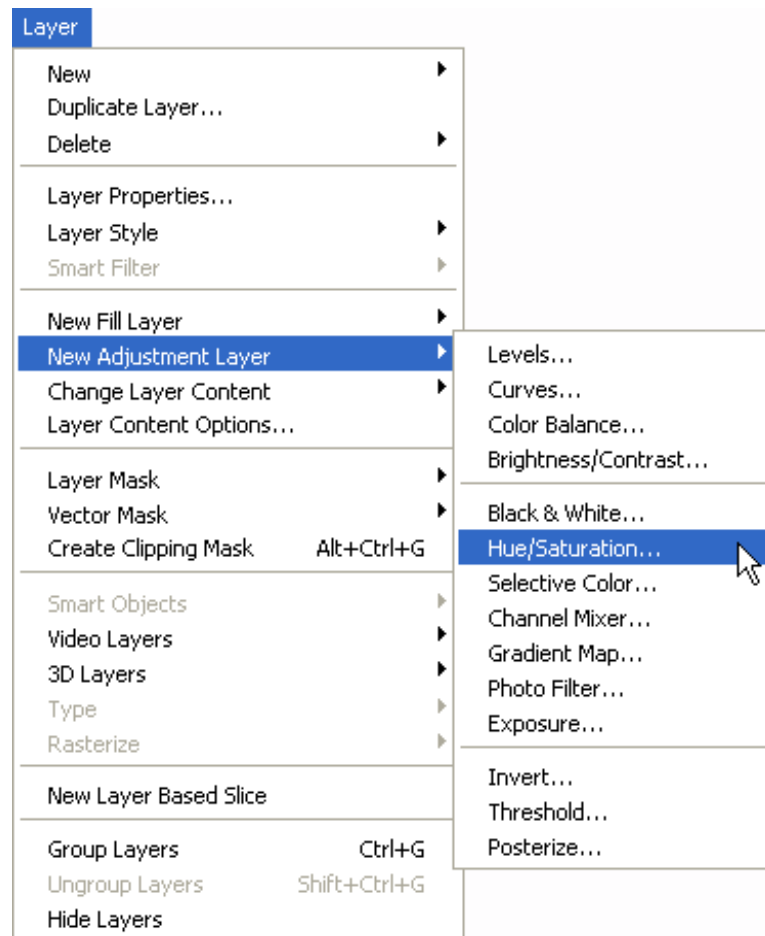 Layer
New
Duplicate Layer...
Delete
Layer Properties...
Layer Style
Smart Filter
New Fill Layer
New Adjustment Layer
Change Layer Content
Layer Content Options...
Layer Mask
Vector Mask
Create Clipping Mask Alt+Ctrl+G
Smart Objects
Video Layers
3D Layers
Type
Rasterize
New Layer Based Slice
Group Layers Ctrl+G
Ungroup Layers Shift+Ctrl+G
Hide Layers
Levels...
Curves...
Color Balance...
Brightness/Contrast...
Black & White...
Hue/Saturation...
Selective Color...
Channel Mixer...
Gradient Map...
Photo Filter...
Exposure...
Invert...
Threshold...
Posterize...